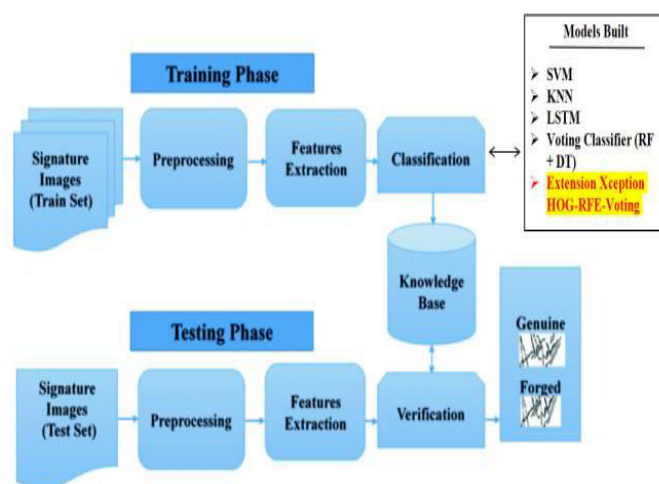 Training Phase
Signature
Images
(Train Set)
Preprocessing
Features
Extraction
Classification
Models Built
➢ SVM
➢ KNN
➢ LSTM
➢ Voting Classifier (RF
+ DT)
➢ Extension Xception
HOG-RFE-Voting
Knowledge
Base
Testing Phase
Signature
Images
(Test Set)
Preprocessing
Features
Extraction
Verification
Genuine
Forged